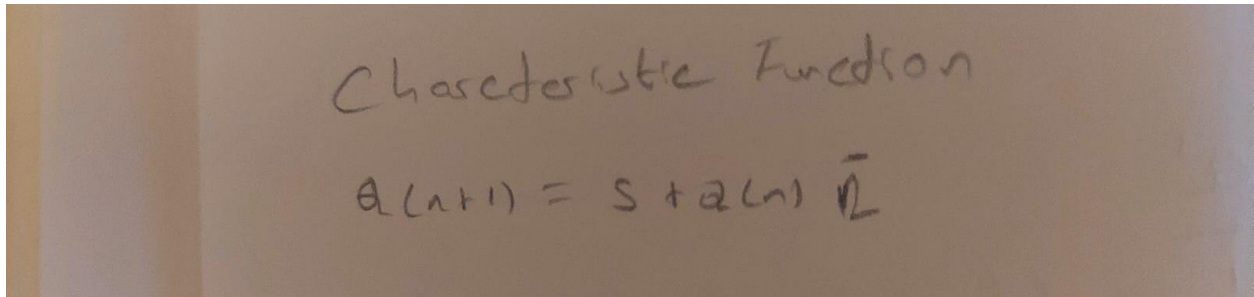 Charecteristic Function
Q(n+1) = S + Q(n) R̄